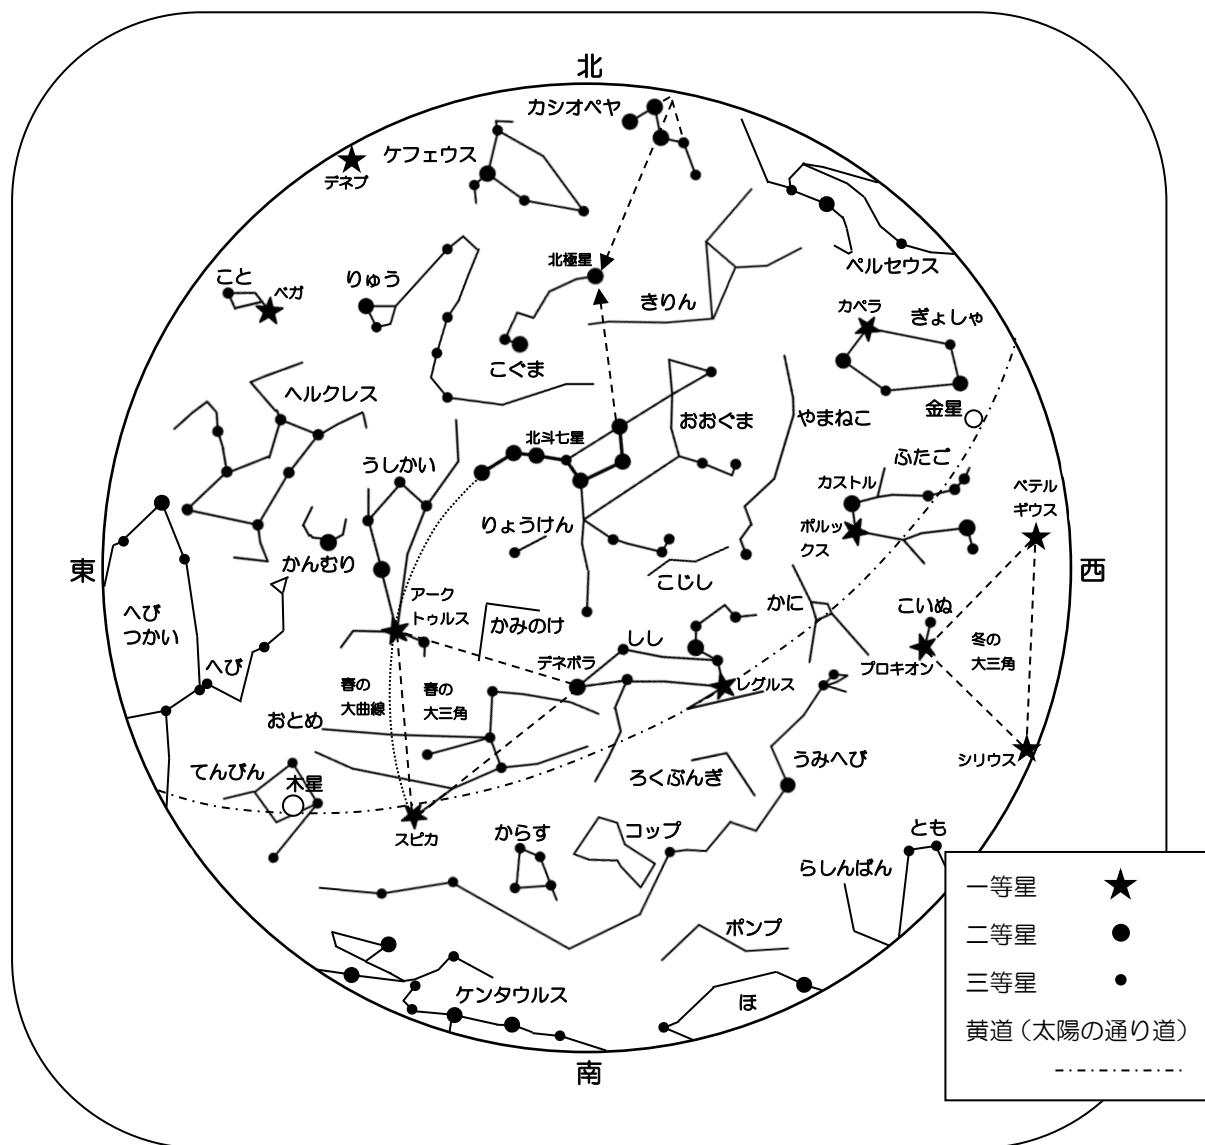 北
カシオペヤ
ケフェウス
デネブ
北極星
ペルセウス
こと
ベガ
りゅう
きりん
カペラ
ぎょしゃ
こぐま
ヘルクレス
金星
おおぐま
やまねこ
北斗七星
うしかい
ふたご
カストル
ベテル
ギウス
りょうけん
ポルッ
クス
かんむり
東
西
こじし
アーク
トゥルス
かに
こいぬ
へび
つかい
かみのけ
しし
冬の
大三角
デネボラ
プロキオン
へび
レグルス
春の
大曲線
春の
大三角
おとめ
うみへび
シリウス
てんびん
木星
ろくぶんぎ
スピカ
からす
コップ
とも
らしんばん
ポンプ
ケンタウルス
ほ
南
一等星
二等星
三等星
黄道（太陽の通り道）